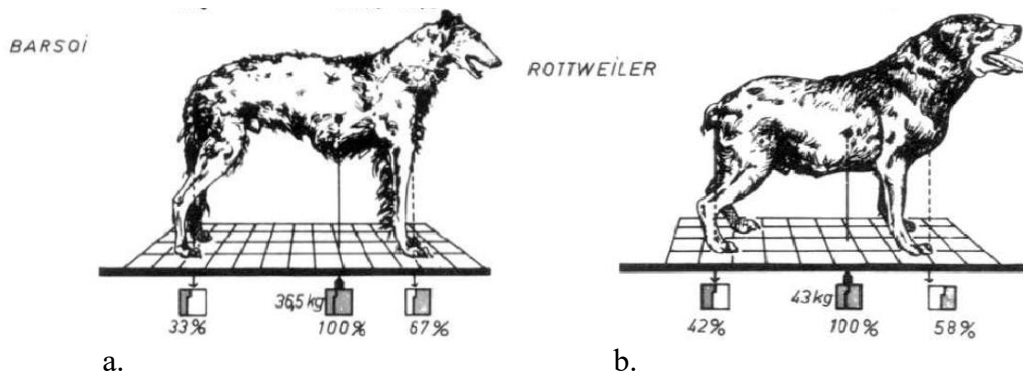 BARSOİ
36,5 kg
33%
100%
67%
a.
ROTTWEILER
43 kg
42%
100%
58%
b.